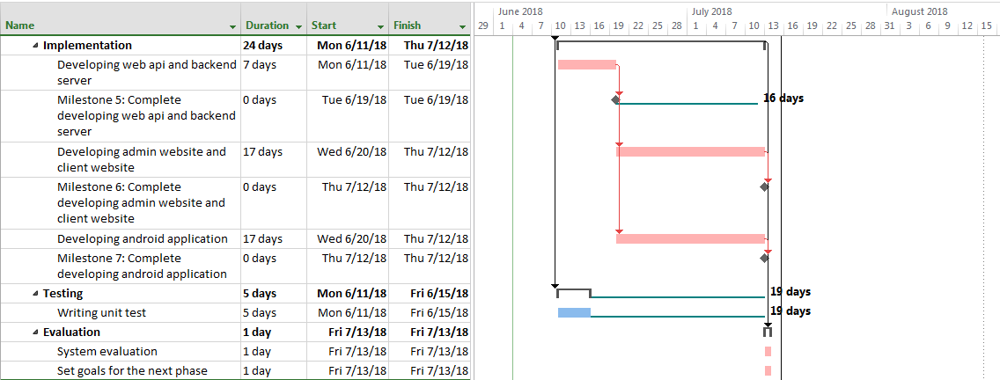 June 2018 July 2018 August 2018
Name Duration Start Finish 29 1 4 7 10 13 16 19 22 25 28 1 4 7 10 13 16 19 22 25 28 31 3 6 9 12 15
Implementation 24 days Mon 6/11/18 Thu 7/12/18
Developing web api and backend 7 days Mon 6/11/18 Tue 6/19/18
server
Milestone 5: Complete 0 days Tue 6/19/18 Tue 6/19/18 16 days
developing web api and backend
server
Developing admin website and 17 days Wed 6/20/18 Thu 7/12/18
client website
Milestone 6: Complete 0 days Thu 7/12/18 Thu 7/12/18
developing admin website and
client website
Developing android application 17 days Wed 6/20/18 Thu 7/12/18
Milestone 7: Complete 0 days Thu 7/12/18 Thu 7/12/18
developing android application
Testing 5 days Mon 6/11/18 Fri 6/15/18 19 days
Writing unit test 5 days Mon 6/11/18 Fri 6/15/18 19 days
Evaluation 1 day Fri 7/13/18 Fri 7/13/18
System evaluation 1 day Fri 7/13/18 Fri 7/13/18
Set goals for the next phase 1 day Fri 7/13/18 Fri 7/13/18